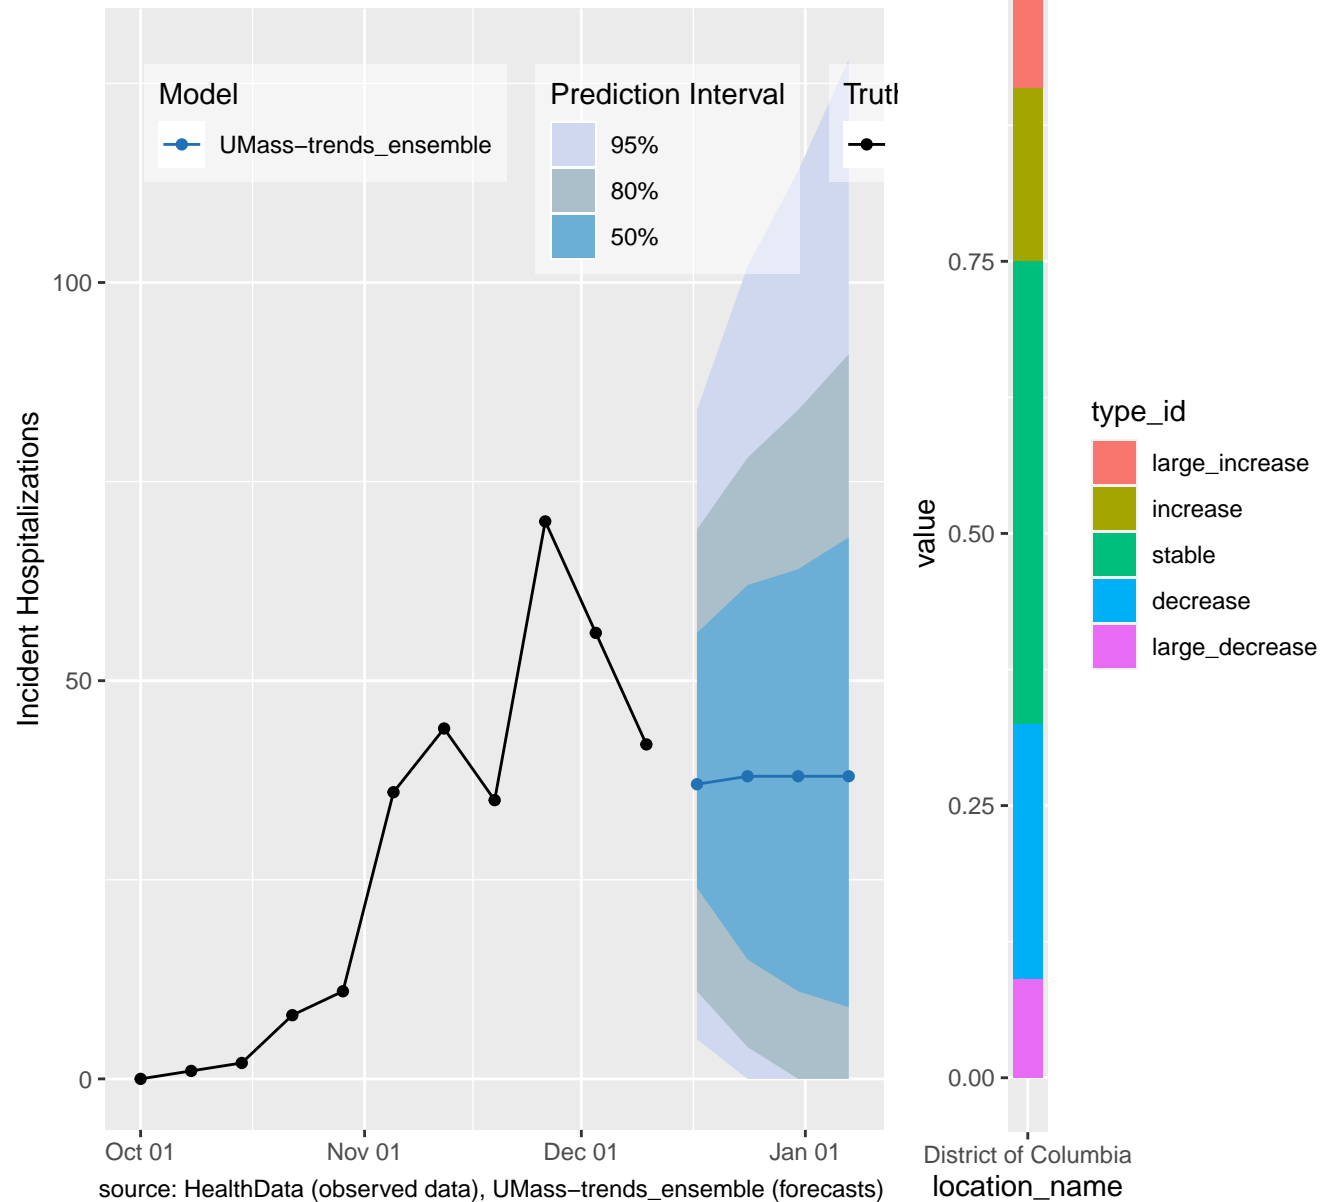 Model
UMass−trends_ensemble
Prediction Interval
95%
80%
50%
Truth
100
50
0
Incident Hospitalizations
Oct 01
Nov 01
Dec 01
Jan 01
source: HealthData (observed data), UMass−trends_ensemble (forecasts)
0.75
0.50
0.25
0.00
value
District of Columbia
location_name
type_id
large_increase
increase
stable
decrease
large_decrease